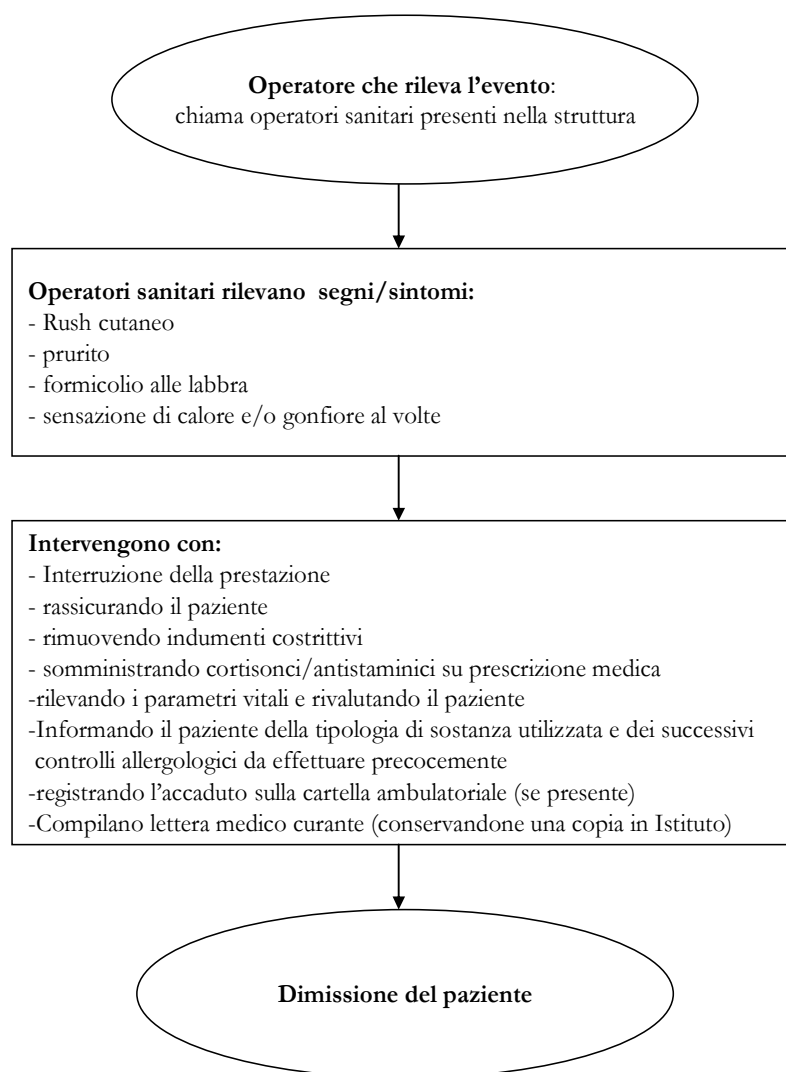 Operatore che rileva l’evento:
chiama operatori sanitari presenti nella struttura
Operatori sanitari rilevano segni/sintomi:
- Rush cutaneo
- prurito
- formicolio alle labbra
- sensazione di calore e/o gonfiore al volte
Intervengono con:
- Interruzione della prestazione
- rassicurando il paziente
- rimuovendo indumenti costrittivi
- somministrando cortisonci/antistaminici su prescrizione medica
-rilevando i parametri vitali e rivalutando il paziente
-Informando il paziente della tipologia di sostanza utilizzata e dei successivi
controlli allergologici da effettuare precocemente
-registrando l’accaduto sulla cartella ambulatoriale (se presente)
-Compilano lettera medico curante (conservandone una copia in Istituto)
Dimissione del paziente